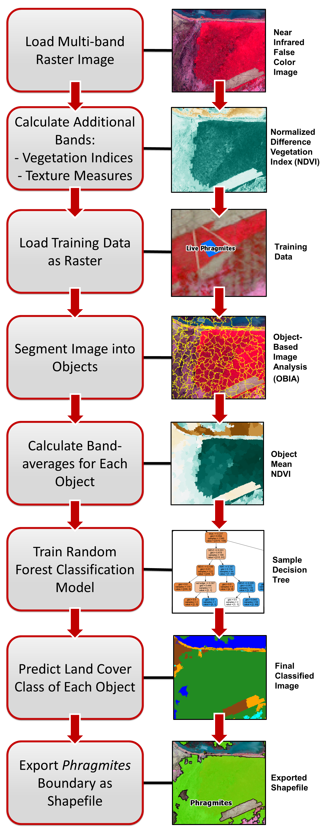 Load Multi-band
Raster Image
Near
Infrared
False
Color
Image
Calculate Additional
Bands:
- Vegetation Indices
- Texture Measures
Normalized
Difference
Vegetation
Index (NDVI)
Load Training Data
as Raster
Live Phragmites
Training
Data
Segment Image into
Objects
Object-
Based
Image
Analysis
(OBIA)
Calculate Band-
averages for Each
Object
Object
Mean
NDVI
Train Random
Forest Classification
Model
Sample
Decision
Tree
Predict Land Cover
Class of Each Object
Final
Classified
Image
Export Phragmites
Boundary as
Shapefile
Phragmites
Exported
Shapefile